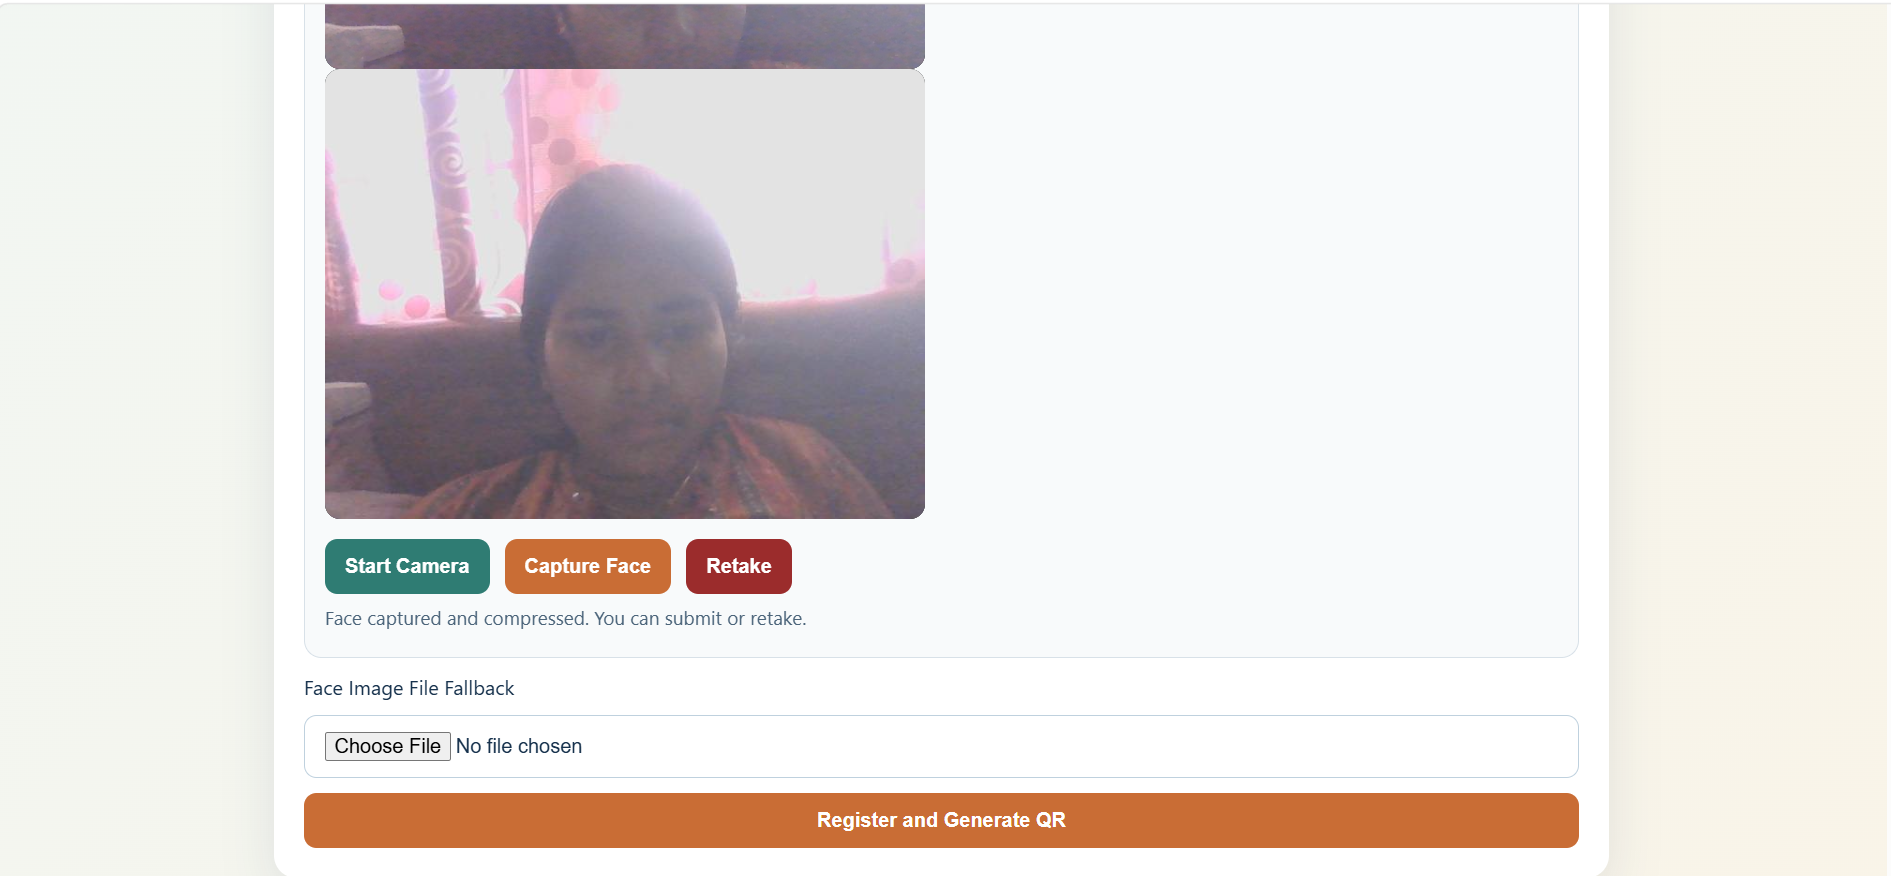 Start Camera
Capture Face
Retake
Face captured and compressed. You can submit or retake.
Face Image File Fallback
Choose File No file chosen
Register and Generate QR